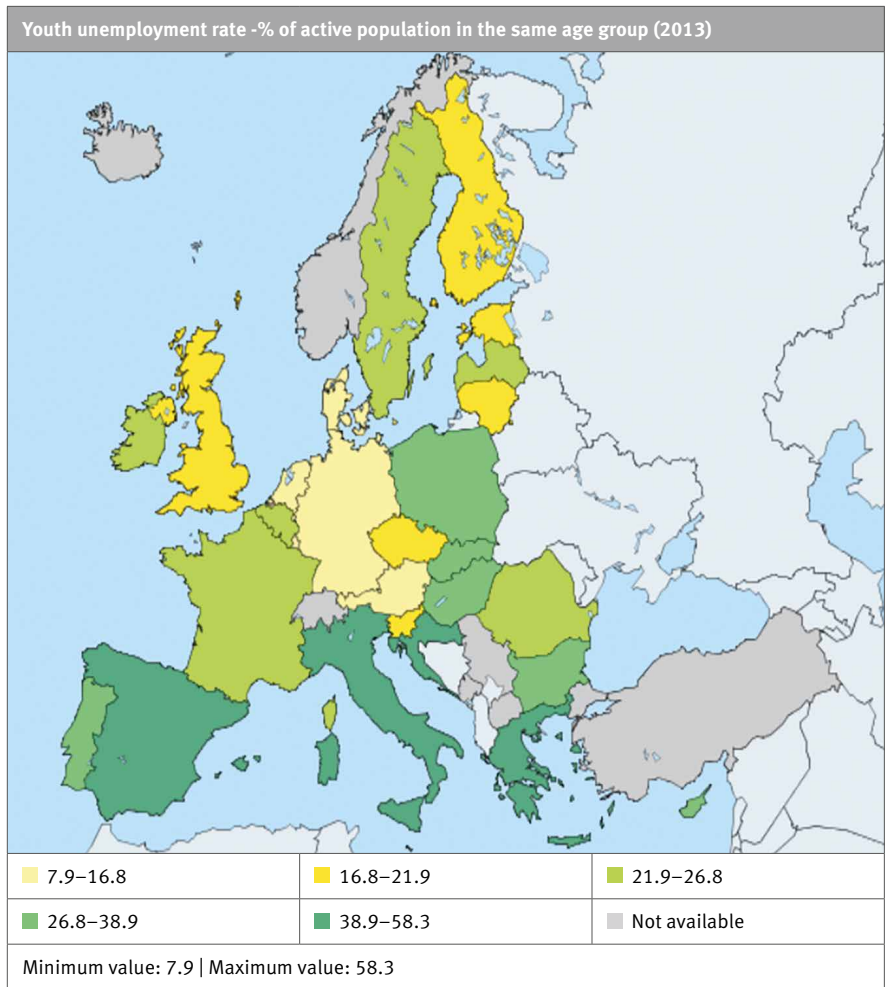 Youth unemployment rate -% of active population in the same age group (2013)
7.9–16.8
16.8–21.9
21.9–26.8
26.8–38.9
38.9–58.3
Not available
Minimum value: 7.9 | Maximum value: 58.3